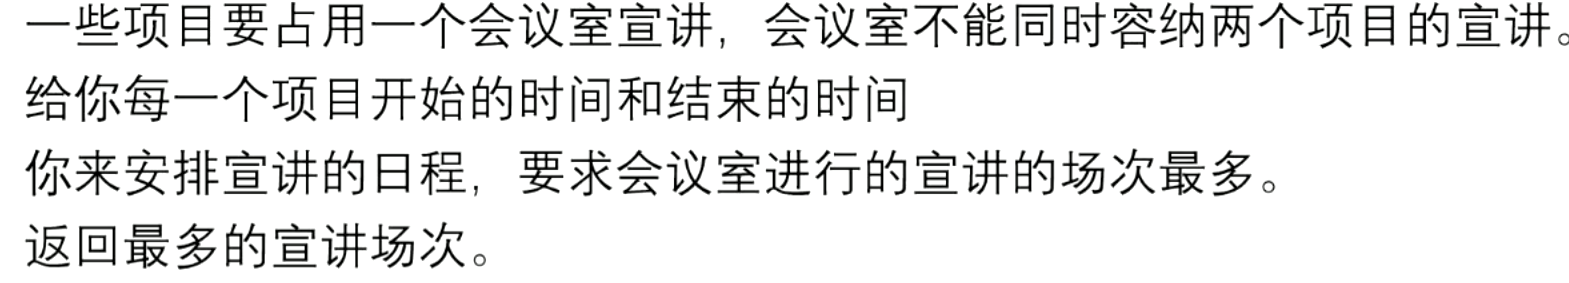 一些项目要占用一个会议室宣讲，会议室不能同时容纳两个项目的宣讲。
给你每一个项目开始的时间和结束的时间
你来安排宣讲的日程，要求会议室进行的宣讲的场次最多。
返回最多的宣讲场次。